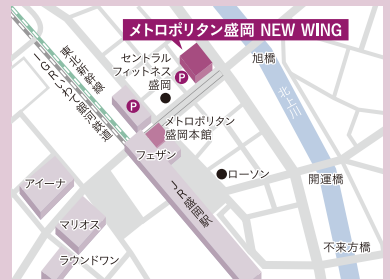 メトロポリタン盛岡 NEW WING
セントラル
フィットネス
盛岡
P
旭橋
東北新幹線
IGRいわて銀河鉄道
P
北上川
メトロポリタン
盛岡本館
フェザン
ローソン
開運橋
アイーナ
JR盛岡駅
マリオス
不来方橋
ラウンドワン